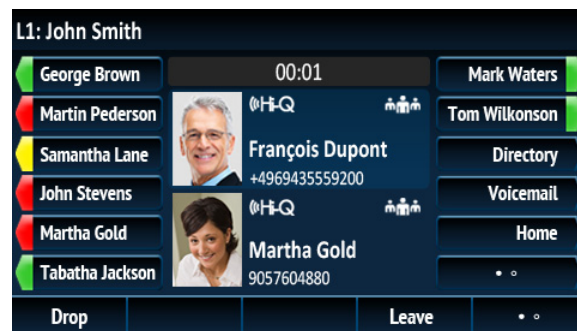 L1: John Smith
George Brown
Martin Pederson
Samantha Lane
John Stevens
Martha Gold
Tabatha Jackson
00:01
Hi-Q
François Dupont
+4969435559200
Hi-Q
Martha Gold
9057604880
Mark Waters
Tom Wilkonson
Directory
Voicemail
Home
Drop
Leave